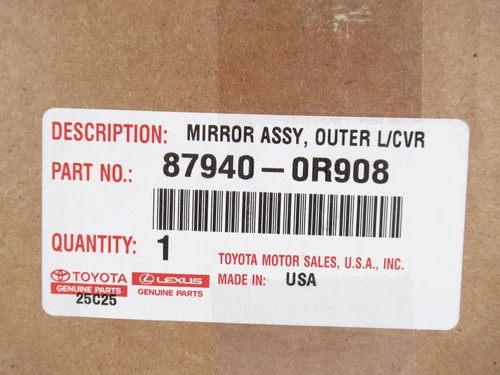 DESCRIPTION: MIRROR ASSY, OUTER L/CVR
PART NO.: 87940-0R908
QUANTITY: 1
TOYOTA MOTOR SALES, U.S.A., INC.
MADE IN: USA
TOYOTA LEXUS
GENUINE PARTS GENUINE PARTS
25C25